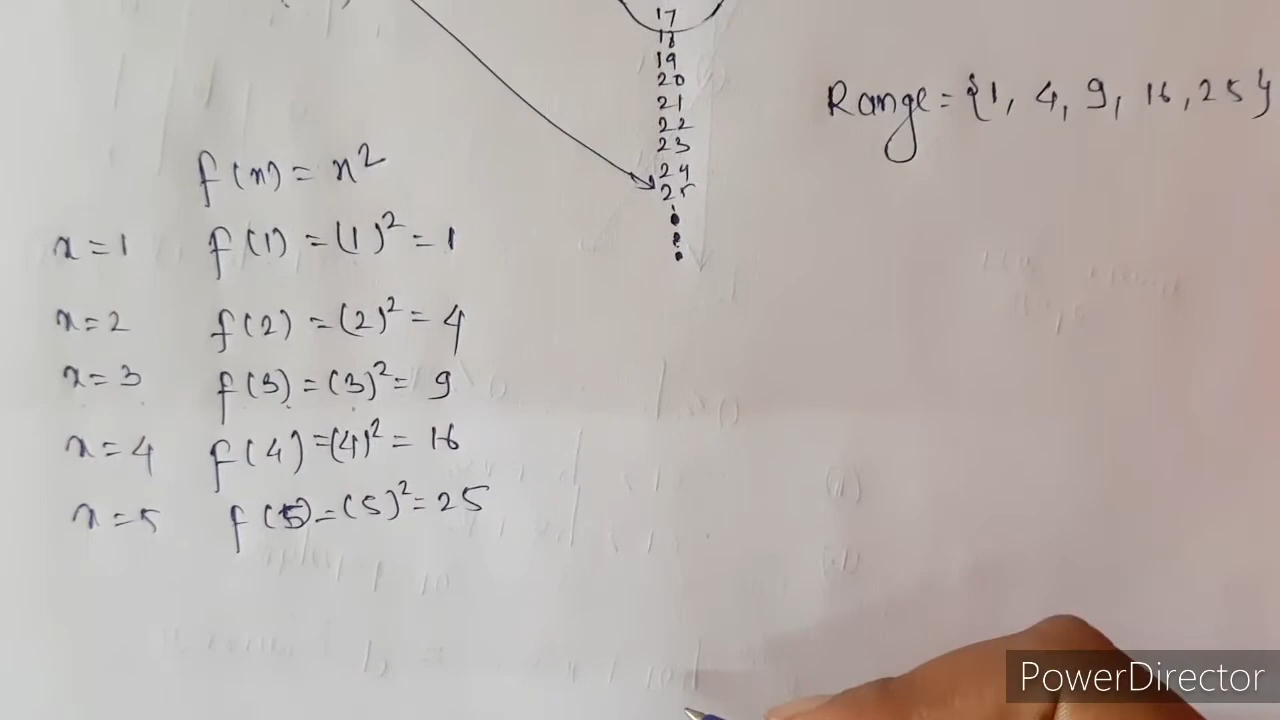 17
18
19
20
21
22
23
24
25
Range = {1, 4, 9, 16, 25}
f(x) = x²
x=1 f(1) = (1)² = 1
x=2 f(2) = (2)² = 4
x=3 f(3) = (3)² = 9
x=4 f(4) = (4)² = 16
x=5 f(5) = (5)² = 25
PowerDirector